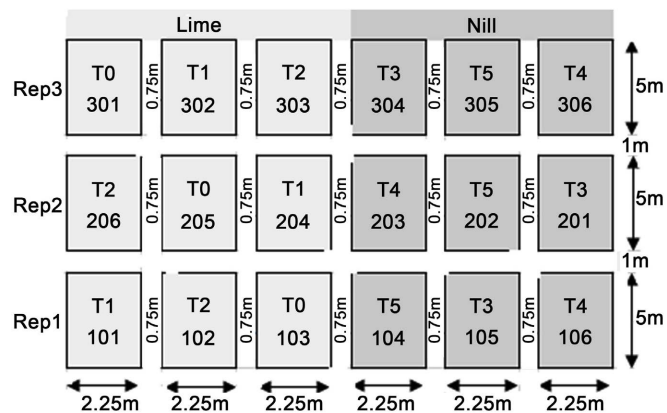 Lime Nill
Rep3
T0 T1 T2 T3 T5 T4
301 302 303 304 305 306
0.75m 0.75m 0.75m 0.75m 0.75m
5m
1m
Rep2
T2 T0 T1 T4 T5 T3
206 205 204 203 202 201
0.75m 0.75m 0.75m 0.75m 0.75m
5m
1m
Rep1
T1 T2 T0 T5 T3 T4
101 102 103 104 105 106
0.75m 0.75m 0.75m 0.75m 0.75m
5m
2.25m 2.25m 2.25m 2.25m 2.25m 2.25m